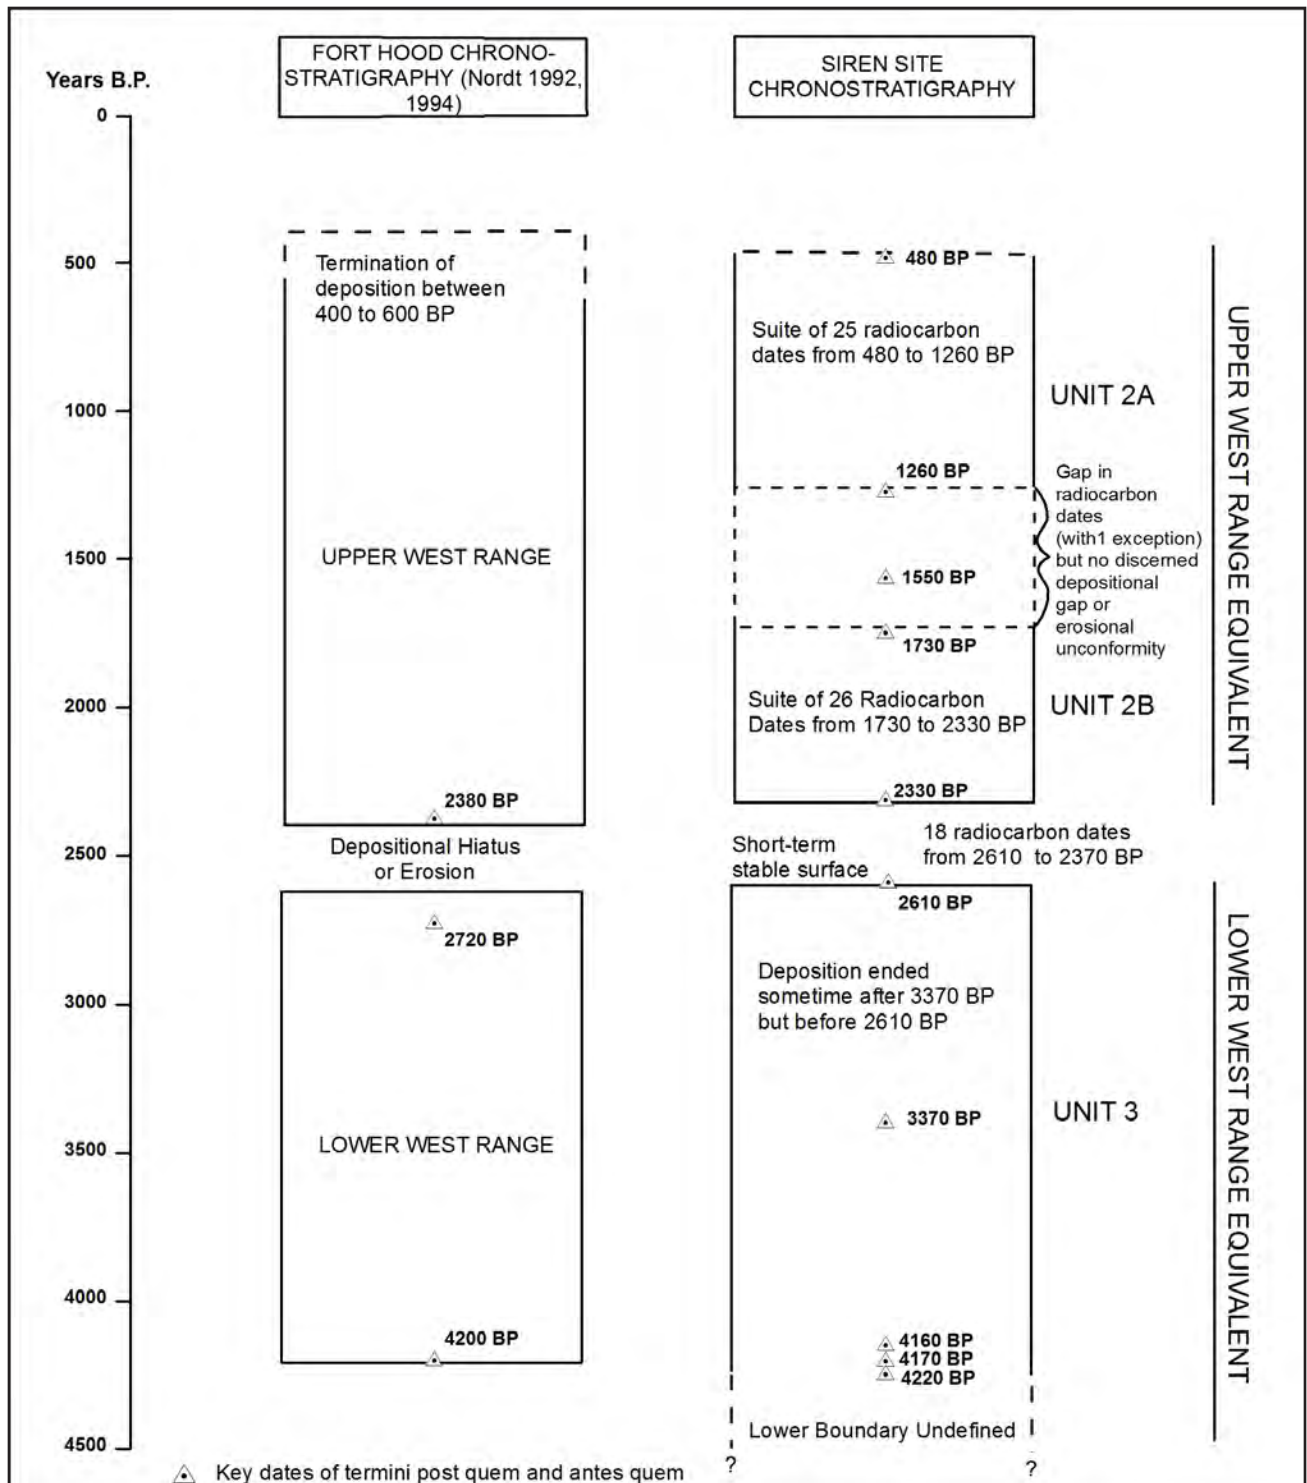 FORT HOOD CHRONO-
STRATIGRAPHY (Nordt 1992,
1994)
SIREN SITE
CHRONOSTRATIGRAPHY
Years B.P.
0
500
1000
1500
2000
2500
3000
3500
4000
4500
Termination of
deposition between
400 to 600 BP
UPPER WEST RANGE
2380 BP
Depositional Hiatus
or Erosion
2720 BP
LOWER WEST RANGE
4200 BP
480 BP
Suite of 25 radiocarbon
dates from 480 to 1260 BP
1260 BP
1550 BP
1730 BP
Suite of 26 Radiocarbon
Dates from 1730 to 2330 BP
2330 BP
Short-term
stable surface
18 radiocarbon dates
from 2610 to 2370 BP
2610 BP
Deposition ended
sometime after 3370 BP
but before 2610 BP
3370 BP
4160 BP
4170 BP
4220 BP
Lower Boundary Undefined
?
?
UNIT 2A
Gap in
radiocarbon
dates
(with1 exception)
but no discerned
depositional
gap or
erosional
unconformity
UNIT 2B
UNIT 3
UPPER WEST RANGE EQUIVALENT
LOWER WEST RANGE EQUIVALENT
Key dates of termini post quem and antes quem